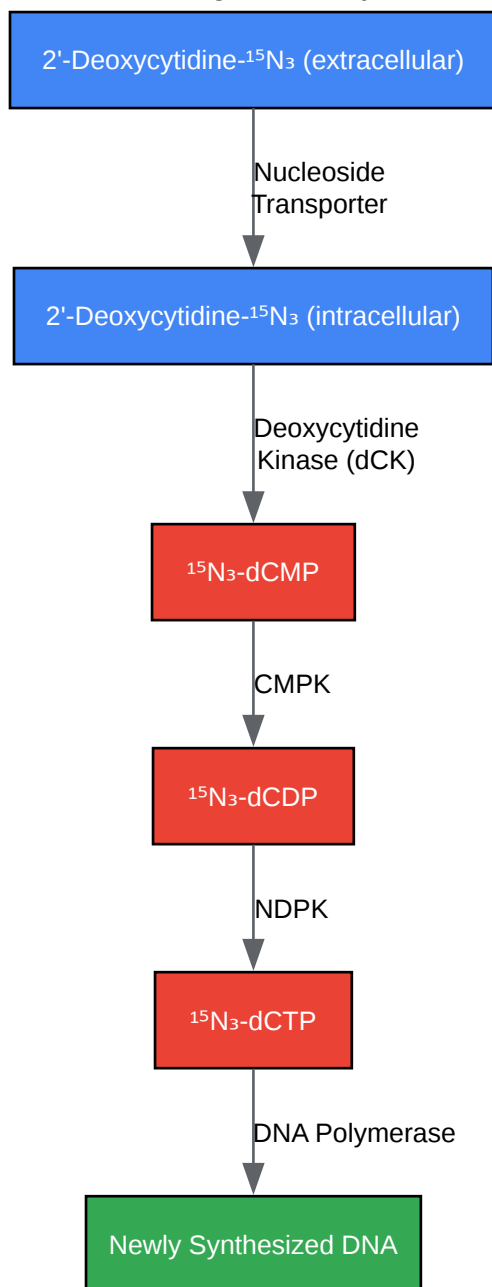 2'-Deoxycytidine-¹⁵N₃ (extracellular)
Nucleoside
Transporter
2'-Deoxycytidine-¹⁵N₃ (intracellular)
Deoxycytidine
Kinase (dCK)
¹⁵N₃-dCMP
CMPK
¹⁵N₃-dCDP
NDPK
¹⁵N₃-dCTP
DNA Polymerase
Newly Synthesized DNA